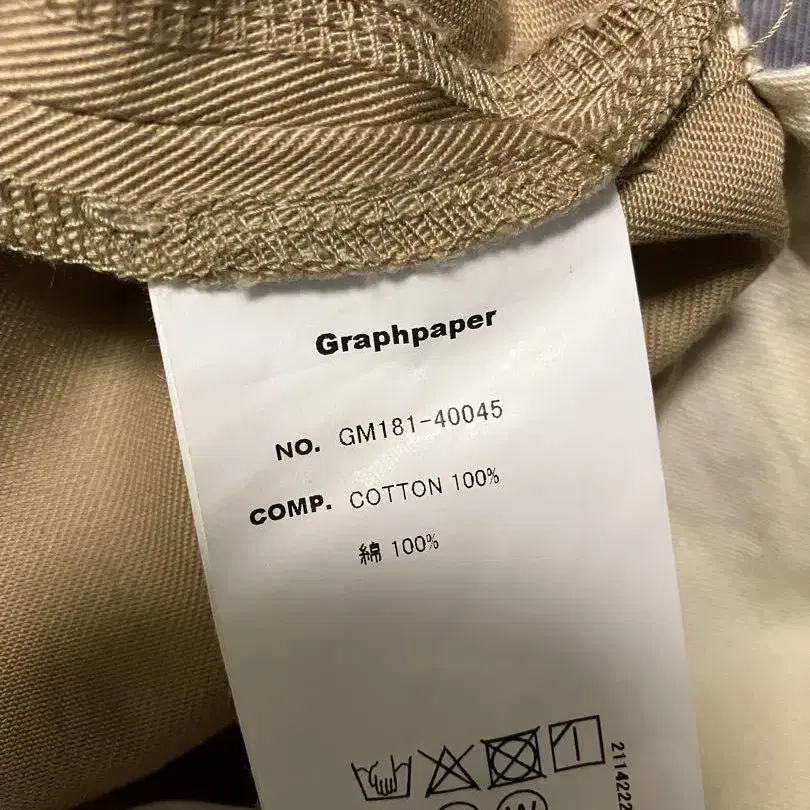 Graphpaper
NO. GM181-40045
COMP. COTTON 100%
綿 100%
W